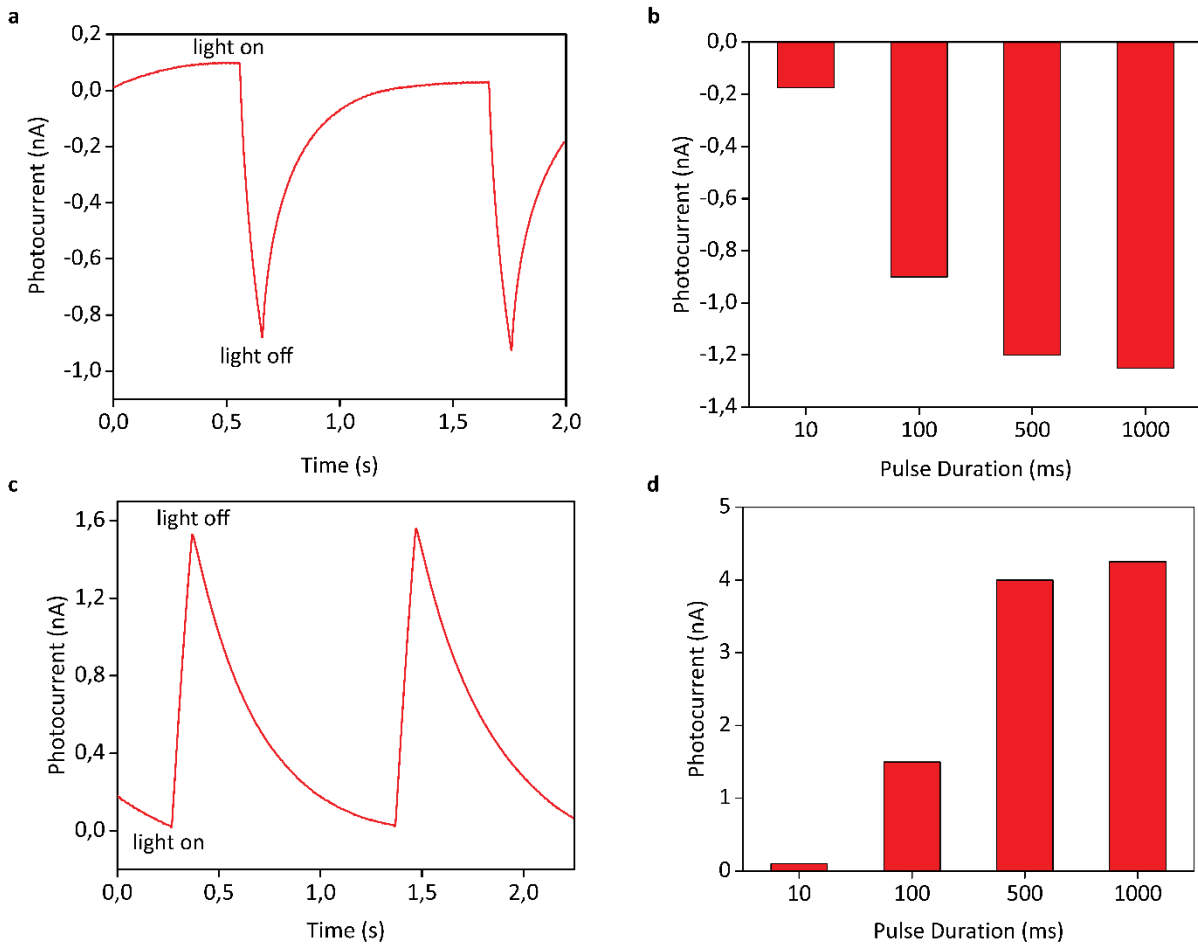 a
0,2
0,0
-0,2
-0,4
-0,6
-0,8
-1,0
Photocurrent (nA)
light on
light off
0,0
0,5
1,0
1,5
2,0
Time (s)
b
0,0
-0,2
-0,4
-0,6
-0,8
-1,0
-1,2
-1,4
Photocurrent (nA)
10
100
500
1000
Pulse Duration (ms)
c
1,6
1,2
0,8
0,4
0,0
Photocurrent (nA)
light off
light on
0,0
0,5
1,0
1,5
2,0
Time (s)
d
5
4
3
2
1
0
Photocurrent (nA)
10
100
500
1000
Pulse Duration (ms)